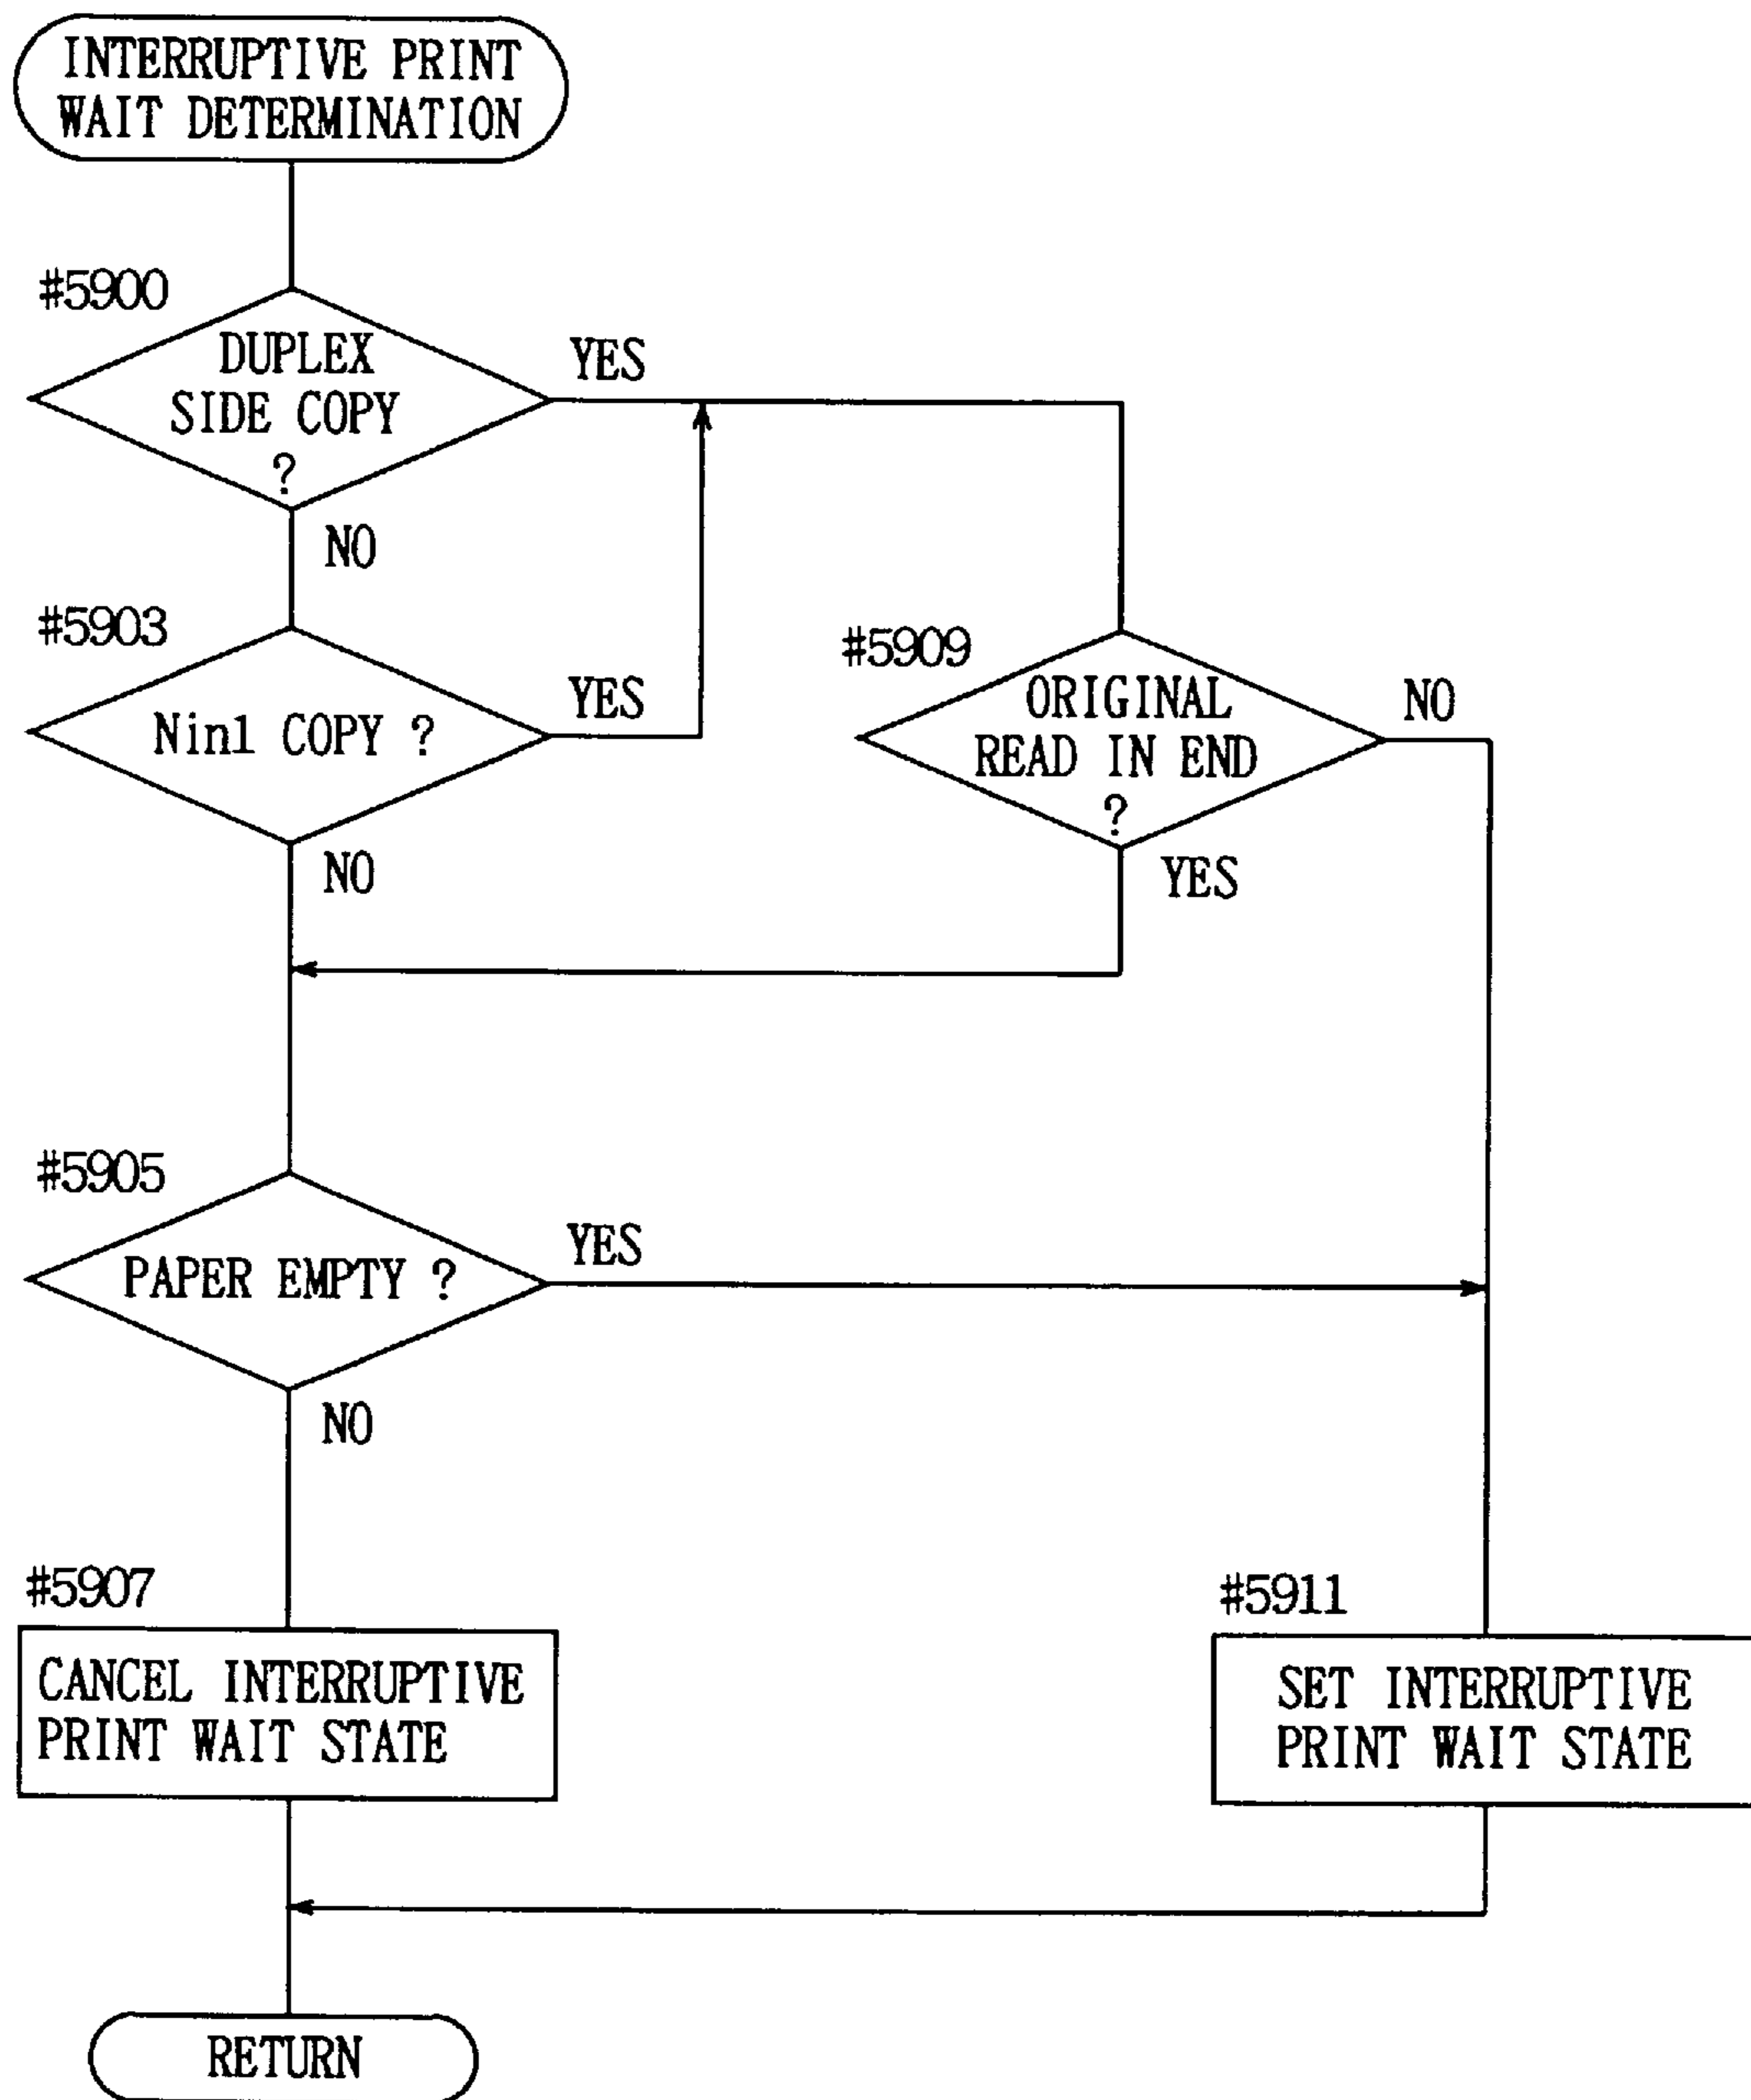 INTERRUPTIVE PRINT
WAIT DETERMINATION
#5900
DUPLEX
SIDE COPY
?
YES
NO
#5903
Nin1 COPY ?
YES
NO
#5909
ORIGINAL
READ IN END
?
NO
YES
#5905
PAPER EMPTY ?
YES
NO
#5907
CANCEL INTERRUPTIVE
PRINT WAIT STATE
#5911
SET INTERRUPTIVE
PRINT WAIT STATE
RETURN